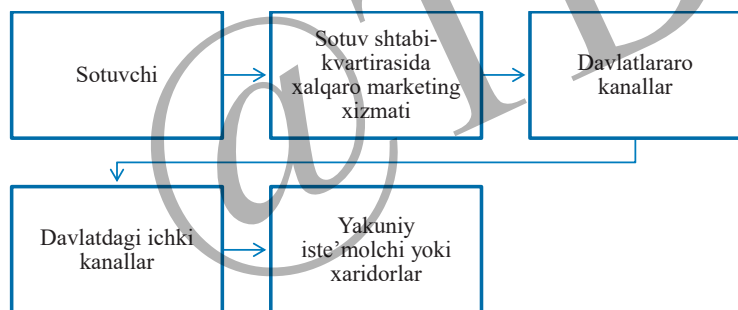 Sotuvchi
Sotuv shtabi-
kvartirasida
xalqaro marketing
xizmati
Davlatlararo
kanallar
Davlatdagi ichki
kanallar
Yakuniy
iste’molchi yoki
xaridorlar